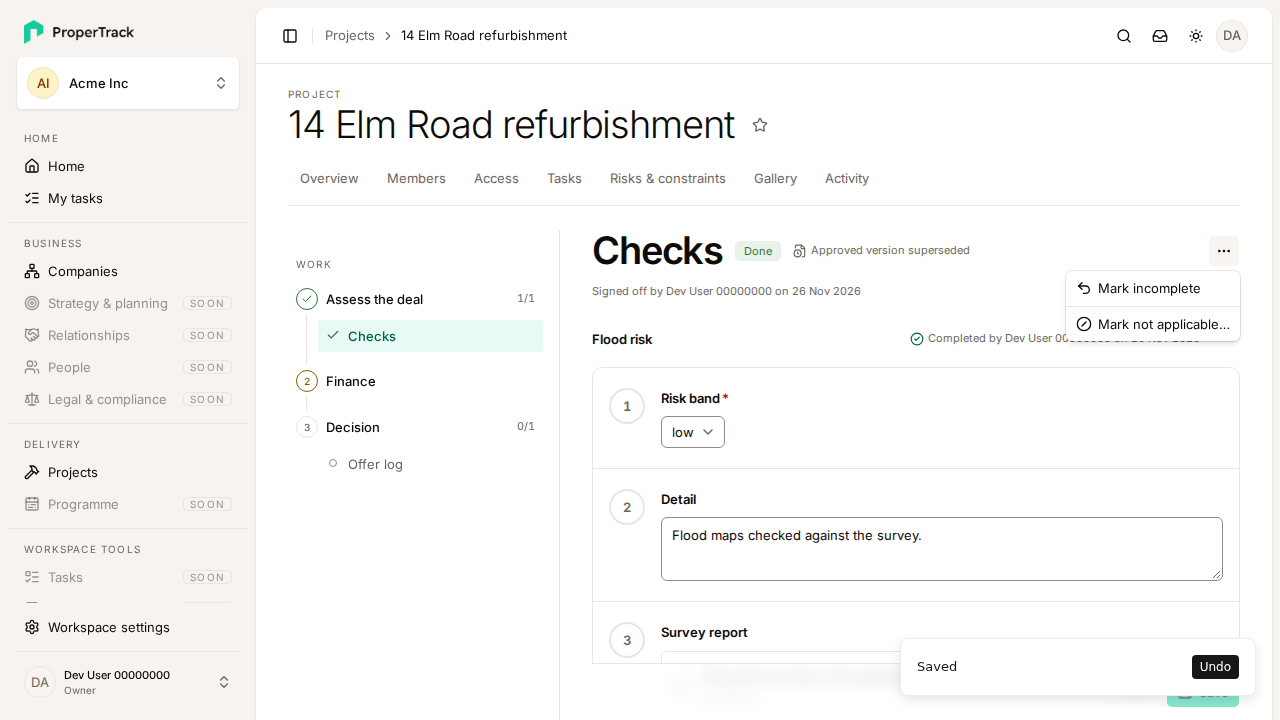 ProperTrack
AI Acme Inc
HOME
Home
My tasks
BUSINESS
Companies
Strategy & planning SOON
Relationships SOON
People SOON
Legal & compliance SOON
DELIVERY
Projects
Programme SOON
WORKSPACE TOOLS
Tasks SOON
Workspace settings
DA Dev User 00000000
Owner
Projects 14 Elm Road refurbishment DA
PROJECT
14 Elm Road refurbishment
Overview Members Access Tasks Risks & constraints Gallery Activity
WORK
Assess the deal 1/1
Checks
2 Finance
3 Decision 0/1
Offer log
Checks Done Approved version superseded
Signed off by Dev User 00000000 on 26 Nov 2026
Mark incomplete
Mark not applicable...
Flood risk Completed by Dev User 00000000 on 26 Nov 2026
1 Risk band *
low
2 Detail
Flood maps checked against the survey.
3 Survey report
Saved Undo